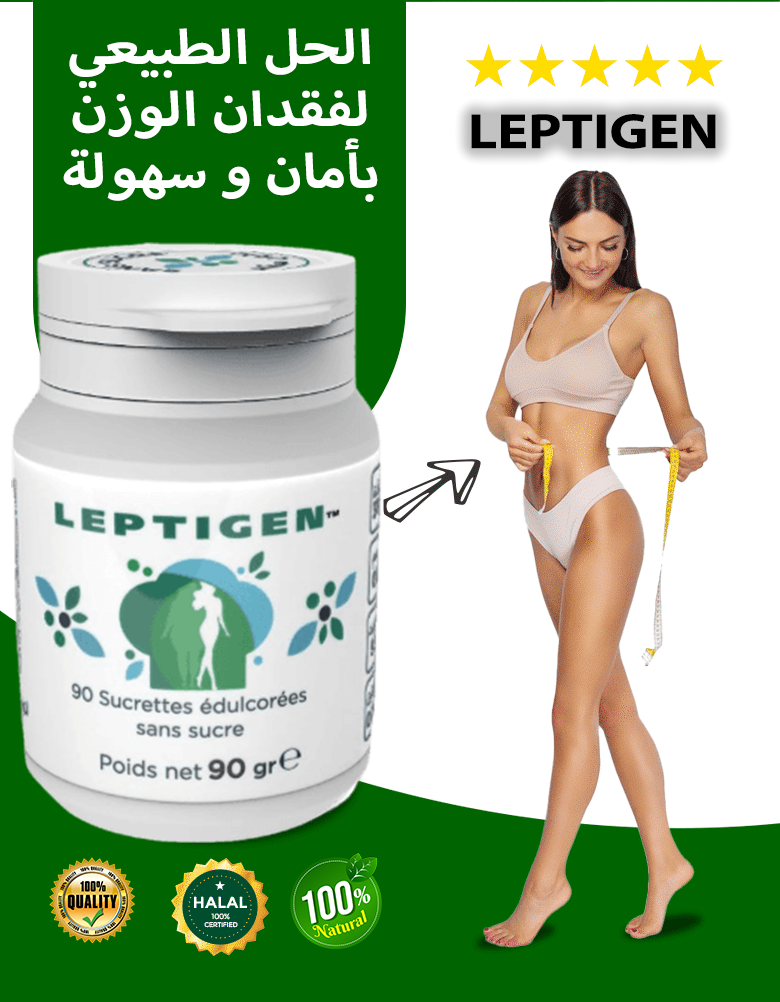 الحل الطبيعي
لفقدان الوزن
بأمان و سهولة
LEPTIGEN
LEPTIGEN™
90 Sucrettes édulcorées
sans sucre
Poids net 90 gr e
100%
QUALITY
HALAL
100%
CERTIFIED
100%
Natural